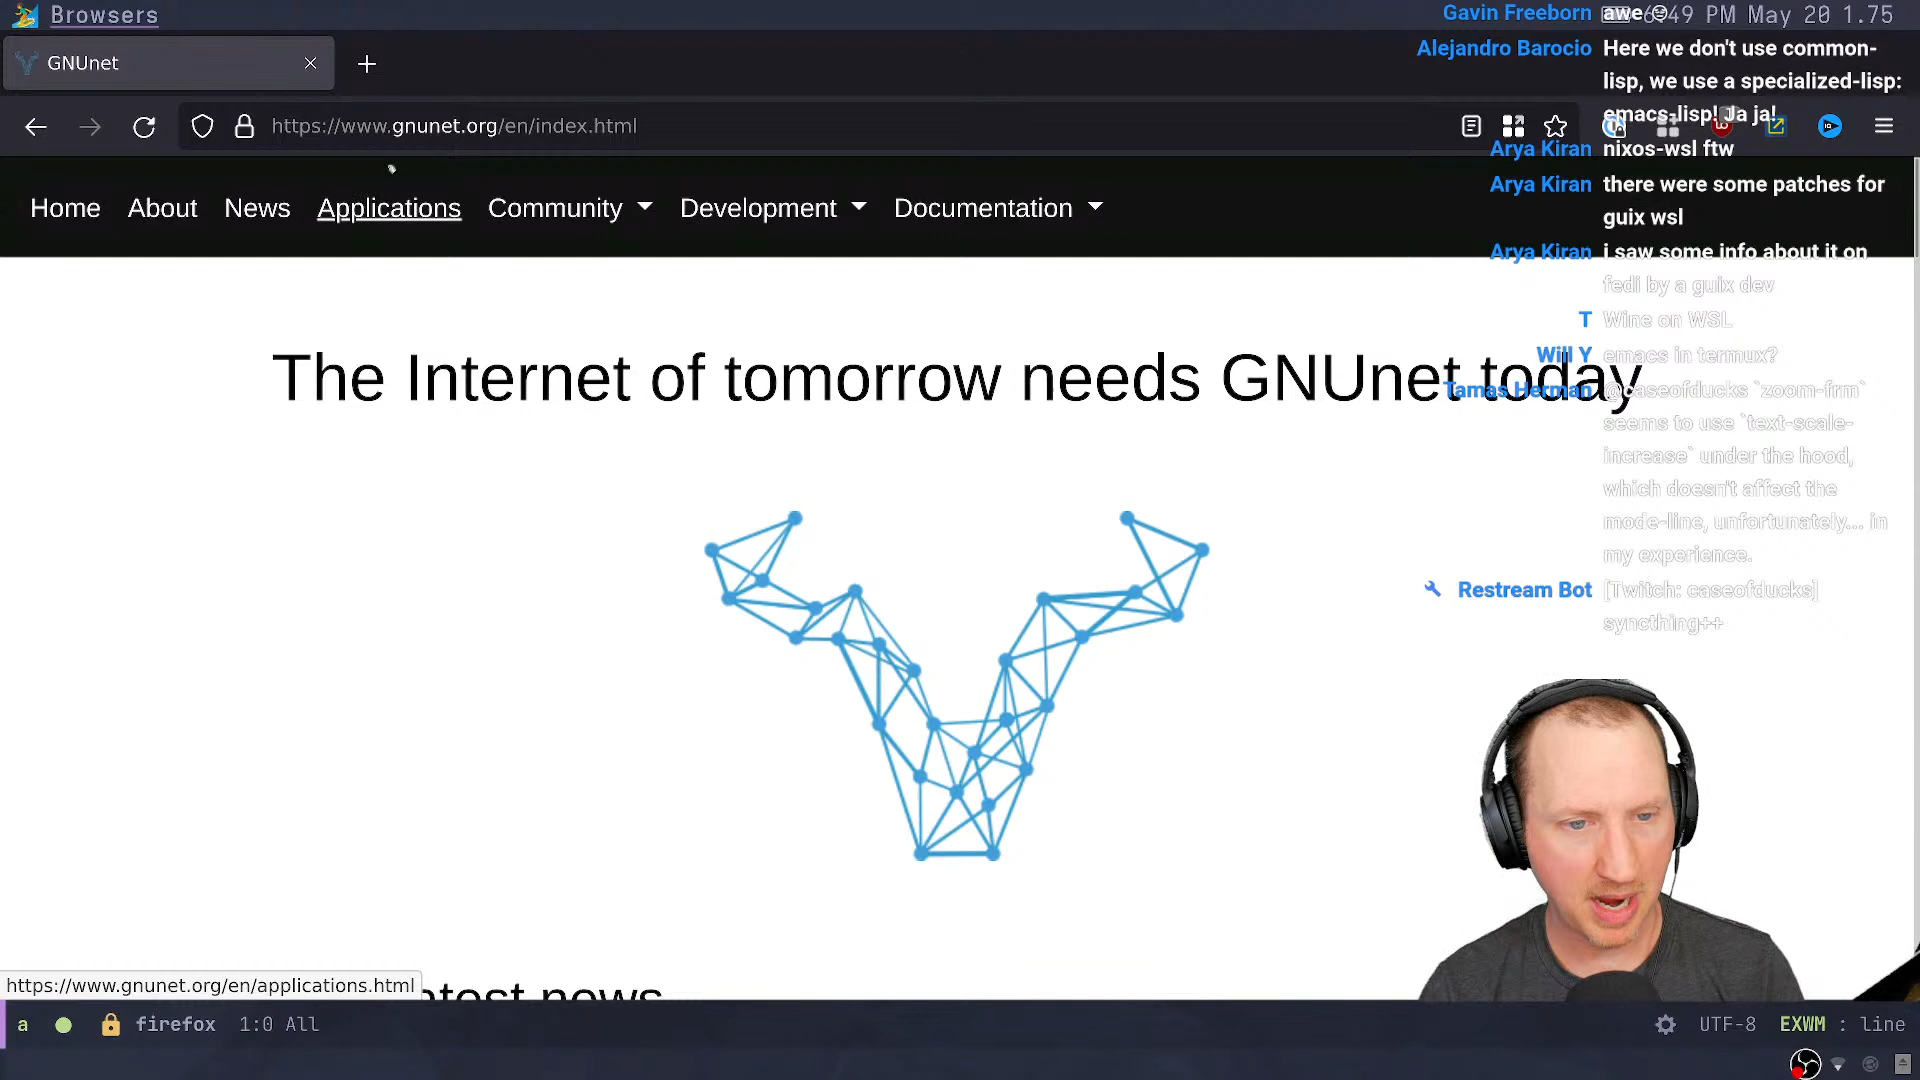 Browsers
6:49 PM May 20 1.75
GNUnet
https://www.gnunet.org/en/index.html
Home About News Applications Community Development Documentation
The Internet of tomorrow needs GNUnet today
Gavin Freeborn awe
Alejandro Barocio Here we don't use common-
lisp, we use a specialized-lisp:
emacs-lisp! Ja ja!
Arya Kiran nixos-wsl ftw
Arya Kiran there were some patches for
guix wsl
Arya Kiran i saw some info about it on
fedi by a guix dev
T Wine on WSL
Will Y emacs in termux?
Tamas Herman @caseofducks `zoom-frm`
seems to use `text-scale-
increase` under the hood,
which doesn't affect the
mode-line, unfortunately... in
my experience.
Restream Bot [Twitch: caseofducks]
syncthing++
news
https://www.gnunet.org/en/applications.html
a firefox 1:0 All
UTF-8 EXWM : line